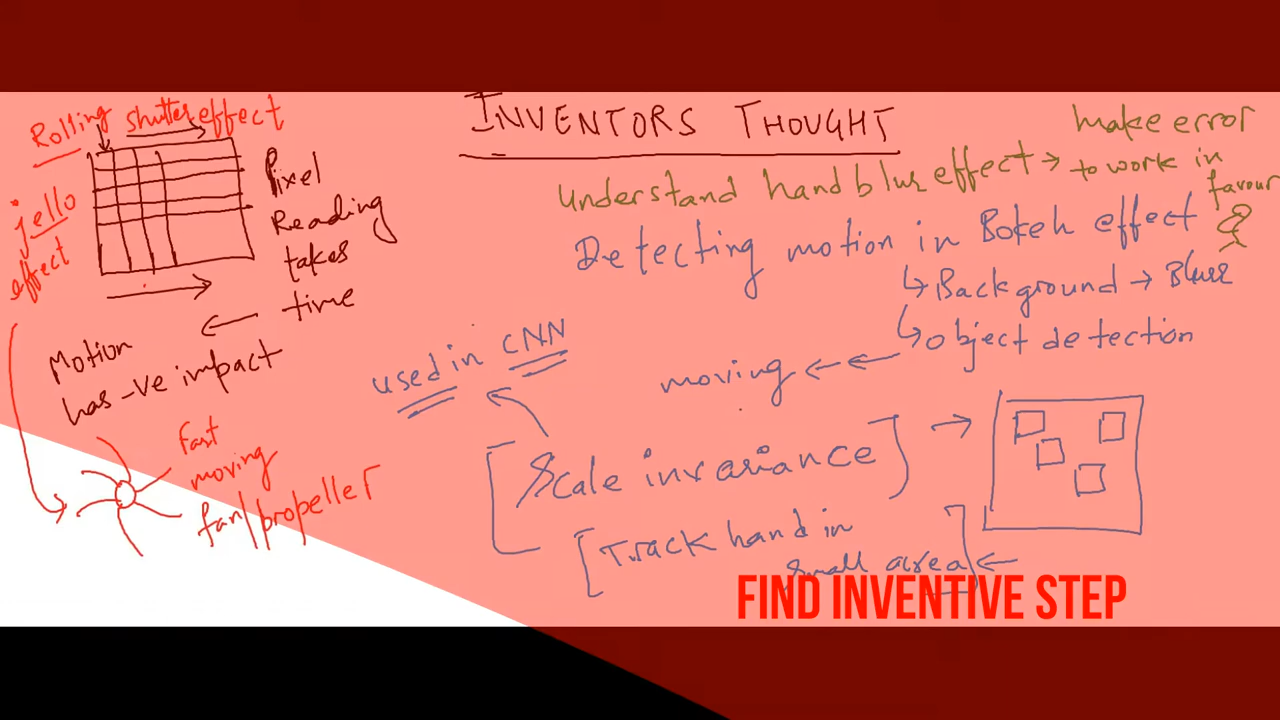 INVENTORS THOUGHT
Rolling shutter effect
jello
effect
Pixel
Reading
takes
time
Motion
has -ve impact
fast
moving
fan/propeller
make error
understand hand blur effect → to work in
favour
Detecting motion in Bokeh effect
↳ Background → Blurr
↳ object detection
moving ← ←
used in CNN
[Scale invariance]
[Track hand in
small area]
FIND INVENTIVE STEP